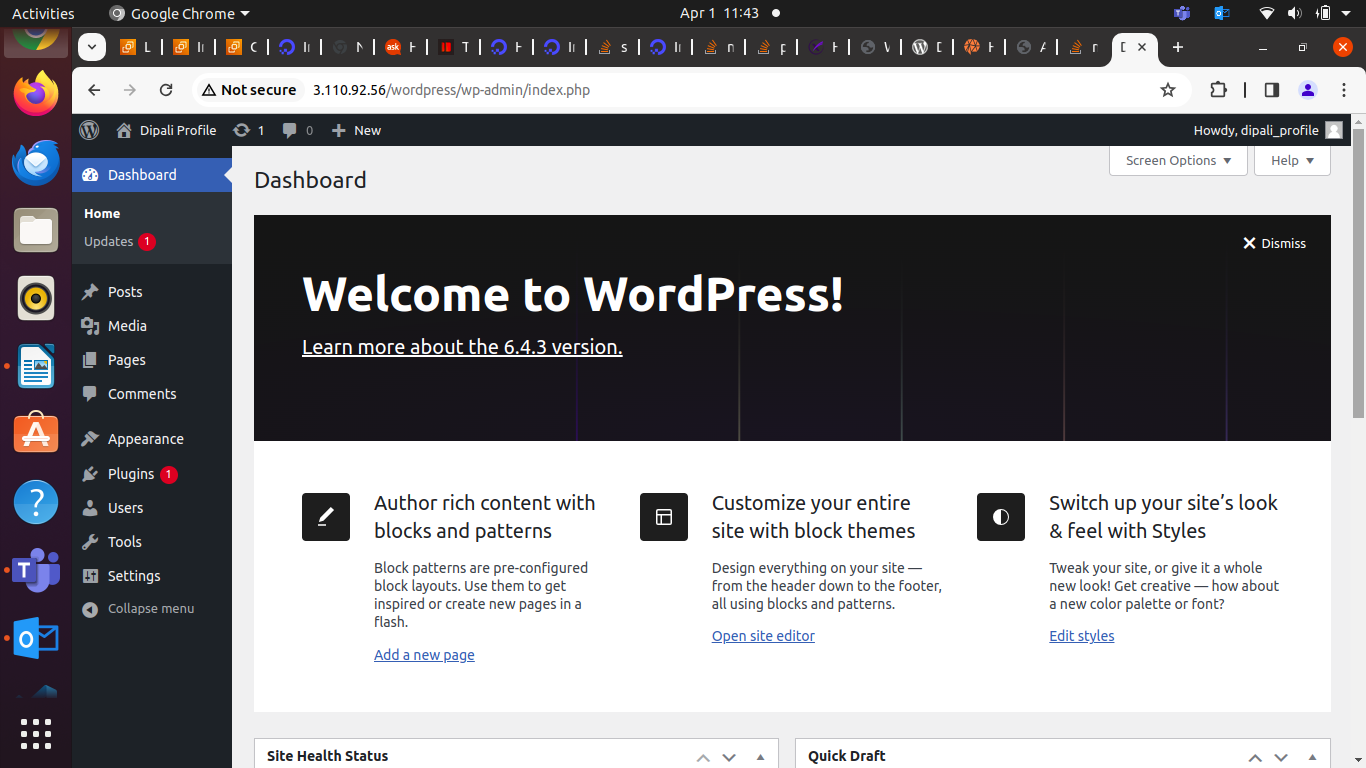 Activities
Google Chrome
Apr 1 11:43
L
I
C
I
N
ask
H
T
H
I
s
I
n
p
H
V
D
H
A
r
D
Not secure
3.110.92.56/wordpress/wp-admin/index.php
Dipali Profile
1
0
New
Howdy, dipali_profile
Dashboard
Home
Updates 1
Posts
Media
Pages
Comments
Appearance
Plugins 1
Users
Tools
Settings
Collapse menu
Screen Options
Help
Dashboard
Dismiss
Welcome to WordPress!
Learn more about the 6.4.3 version.
Author rich content with
blocks and patterns
Block patterns are pre-configured
block layouts. Use them to get
inspired or create new pages in a
flash.
Add a new page
Customize your entire
site with block themes
Design everything on your site —
from the header down to the footer,
all using blocks and patterns.
Open site editor
Switch up your site’s look
& feel with Styles
Tweak your site, or give it a whole
new look! Get creative — how about
a new color palette or font?
Edit styles
Site Health Status
Quick Draft